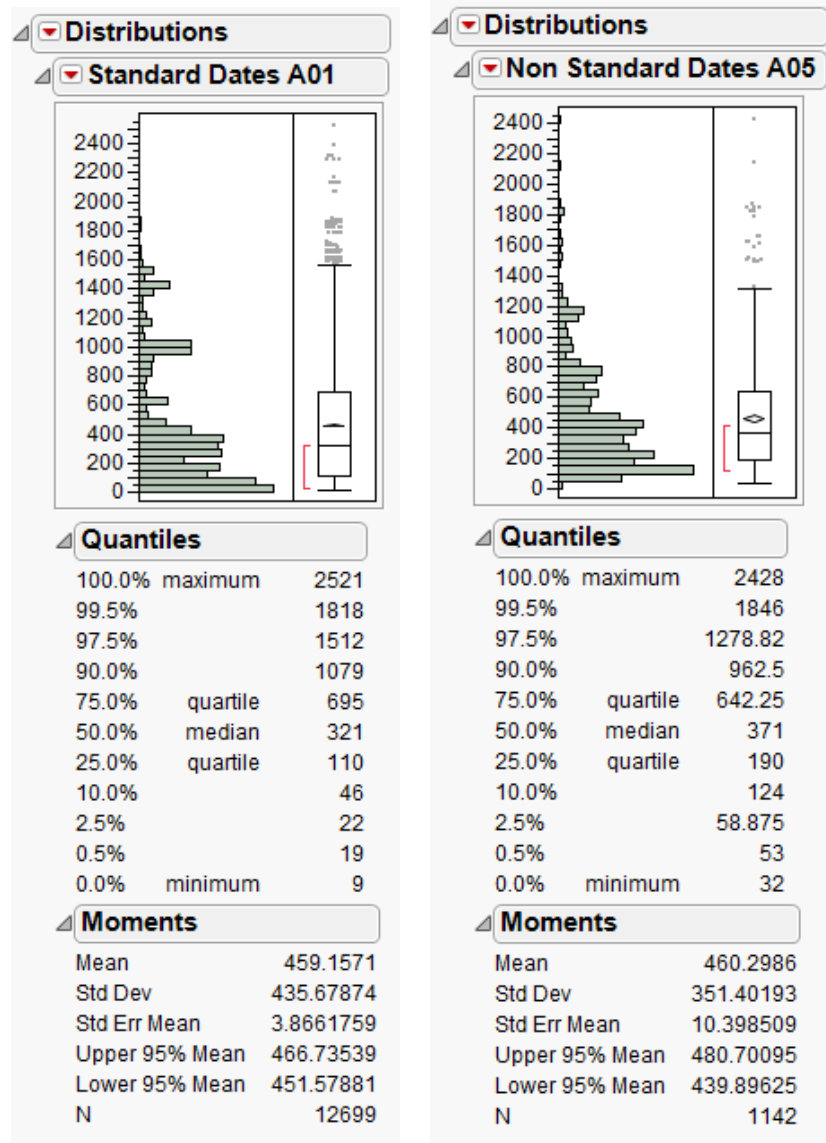 Distributions
Standard Dates A01
2400
2200
2000
1800
1600
1400
1200
1000
800
600
400
200
0
Quantiles
100.0% maximum 2521
99.5% 1818
97.5% 1512
90.0% 1079
75.0% quartile 695
50.0% median 321
25.0% quartile 110
10.0% 46
2.5% 22
0.5% 19
0.0% minimum 9
Moments
Mean 459.1571
Std Dev 435.67874
Std Err Mean 3.8661759
Upper 95% Mean 466.73539
Lower 95% Mean 451.57881
N 12699
Distributions
Non Standard Dates A05
2400
2200
2000
1800
1600
1400
1200
1000
800
600
400
200
0
Quantiles
100.0% maximum 2428
99.5% 1846
97.5% 1278.82
90.0% 962.5
75.0% quartile 642.25
50.0% median 371
25.0% quartile 190
10.0% 124
2.5% 58.875
0.5% 53
0.0% minimum 32
Moments
Mean 460.2986
Std Dev 351.40193
Std Err Mean 10.398509
Upper 95% Mean 480.70095
Lower 95% Mean 439.89625
N 1142